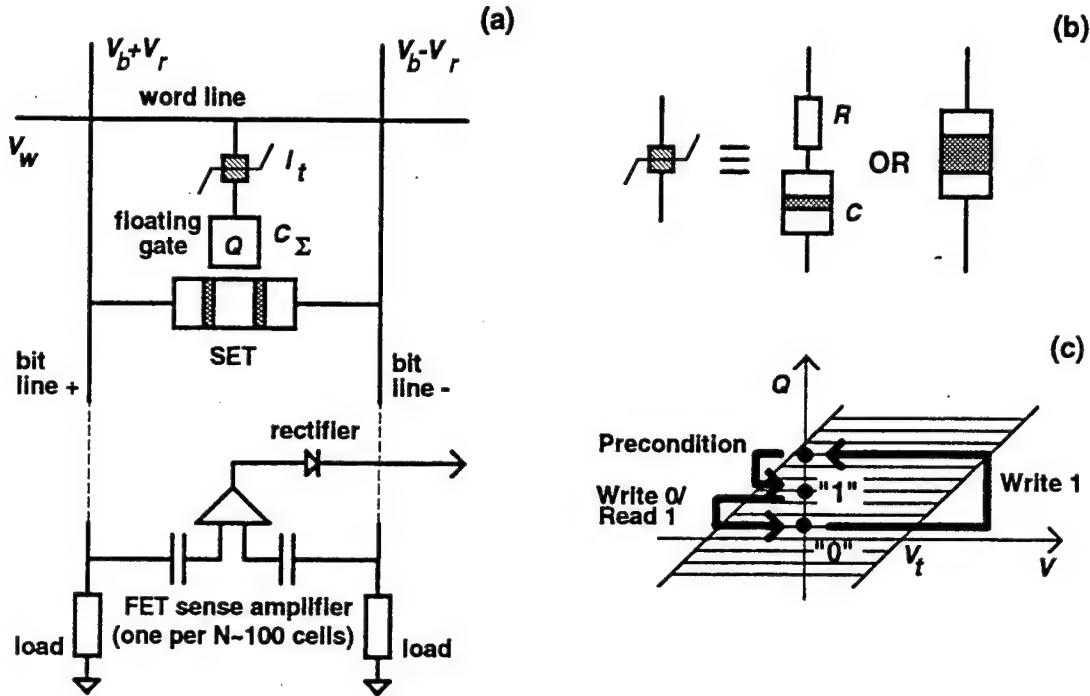 (a)
V_b+V_r
V_b-V_r
word line
V_w
I_t
floating
gate
Q
C_Σ
SET
bit
line +
bit
line -
rectifier
FET sense amplifier
(one per N~100 cells)
load
load
(b)
R
≡
OR
C
(c)
Q
Precondition
"1"
Write 0/
Read 1
Write 1
"0"
V_t
V